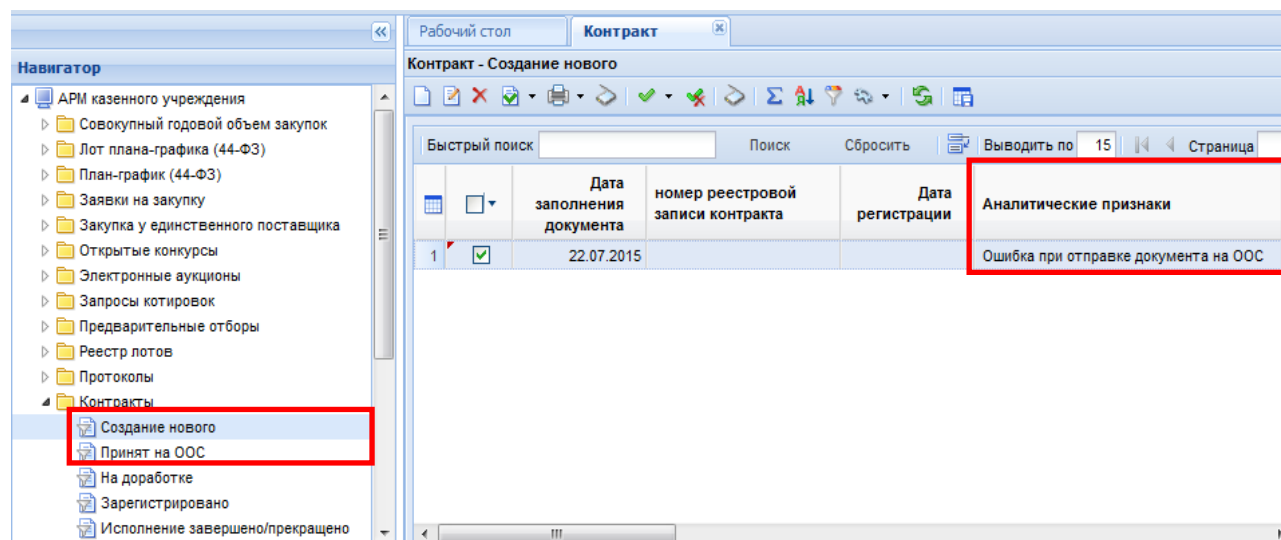 Рабочий стол
Контракт
Навигатор
Контракт - Создание нового
АРМ казенного учреждения
Совокупный годовой объем закупок
Лот плана-графика (44-ФЗ)
План-график (44-ФЗ)
Заявки на закупку
Закупка у единственного поставщика
Открытые конкурсы
Электронные аукционы
Запросы котировок
Предварительные отборы
Реестр лотов
Протоколы
Контракты
Создание нового
Принят на ООС
На доработке
Зарегистрировано
Исполнение завершено/прекращено
Быстрый поиск
Поиск
Сбросить
Выводить по
15
Страница
Дата
заполнения
документа
номер реестровой
записи контракта
Дата
регистрации
Аналитические признаки
1
22.07.2015
Ошибка при отправке документа на ООС